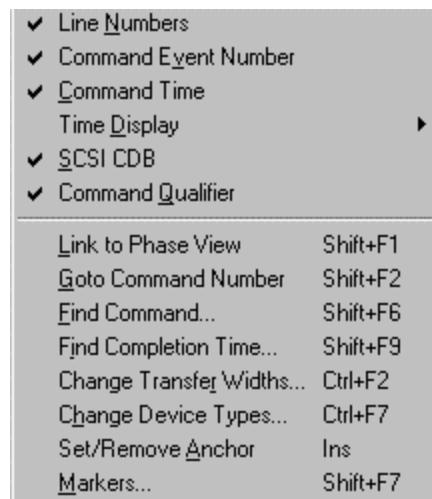 Line Numbers
Command Event Number
Command Time
Time Display
SCSI CDB
Command Qualifier
Link to Phase View Shift+F1
Goto Command Number Shift+F2
Find Command... Shift+F6
Find Completion Time... Shift+F9
Change Transfer Widths... Ctrl+F2
Change Device Types... Ctrl+F7
Set/Remove Anchor Ins
Markers... Shift+F7